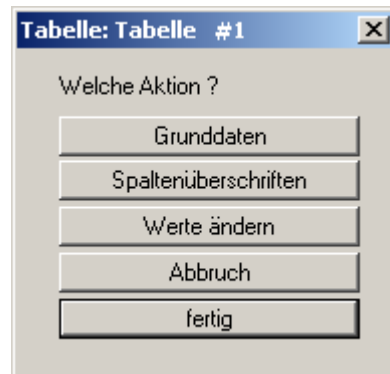 Tabelle: Tabelle #1
Welche Aktion ?
Grunddaten
Spaltenüberschriften
Werte ändern
Abbruch
fertig